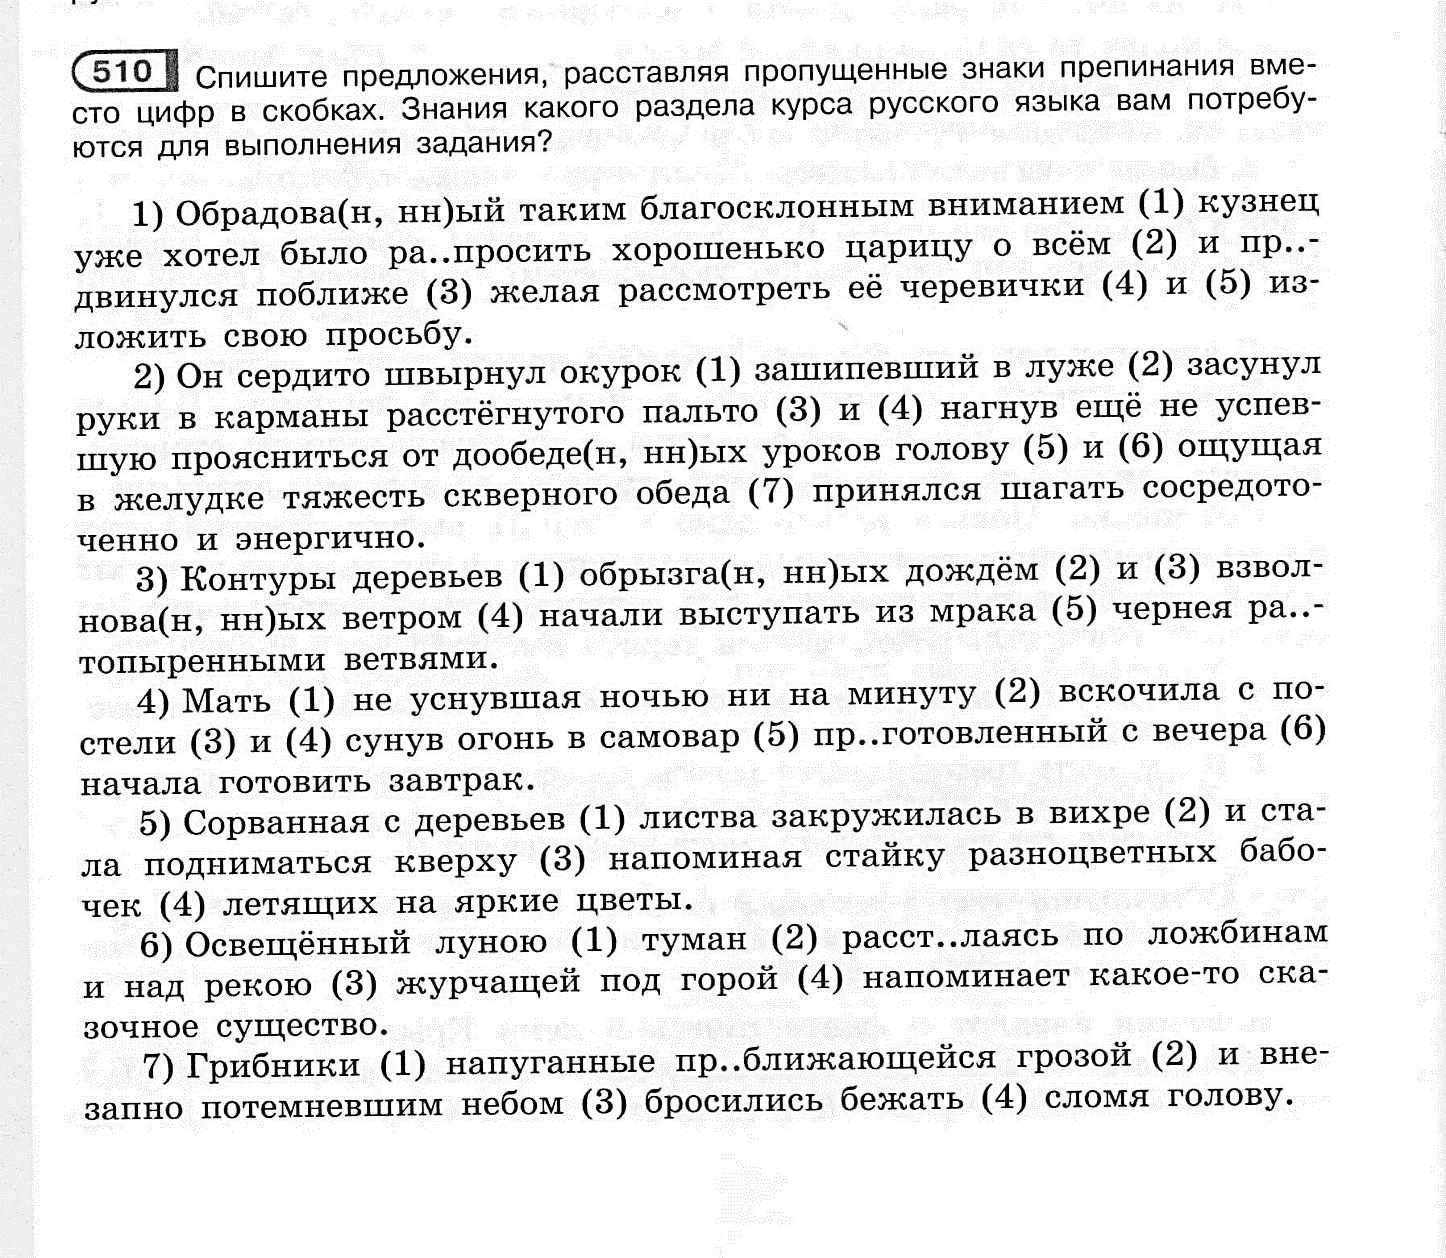 510 Спишите предложения, расставляя пропущенные знаки препинания вме-
сто цифр в скобках. Знания какого раздела курса русского языка вам потребу-
ются для выполнения задания?
1) Обрадова(н, нн)ый таким благосклонным вниманием (1) кузнец
уже хотел было ра..просить хорошенько царицу о всём (2) и пр..-
двинулся поближе (3) желая рассмотреть её черевички (4) и (5) из-
ложить свою просьбу.
2) Он сердито швырнул окурок (1) зашипевший в луже (2) засунул
руки в карманы расстёгнутого пальто (3) и (4) нагнув ещё не успев-
шую проясниться от дообеде(н, нн)ых уроков голову (5) и (6) ощущая
в желудке тяжесть скверного обеда (7) принялся шагать сосредото-
ченно и энергично.
3) Контуры деревьев (1) обрызга(н, нн)ых дождём (2) и (3) взвол-
нова(н, нн)ых ветром (4) начали выступать из мрака (5) чернея ра..-
топыренными ветвями.
4) Мать (1) не уснувшая ночью ни на минуту (2) вскочила с по-
стели (3) и (4) сунув огонь в самовар (5) пр..готовленный с вечера (6)
начала готовить завтрак.
5) Сорванная с деревьев (1) листва закружилась в вихре (2) и ста-
ла подниматься кверху (3) напоминая стайку разноцветных бабо-
чек (4) летящих на яркие цветы.
6) Освещённый луною (1) туман (2) расст..лаясь по ложбинам
и над рекою (3) журчащей под горой (4) напоминает какое-то ска-
зочное существо.
7) Грибники (1) напуганные пр..ближающейся грозой (2) и вне-
запно потемневшим небом (3) бросились бежать (4) сломя голову.